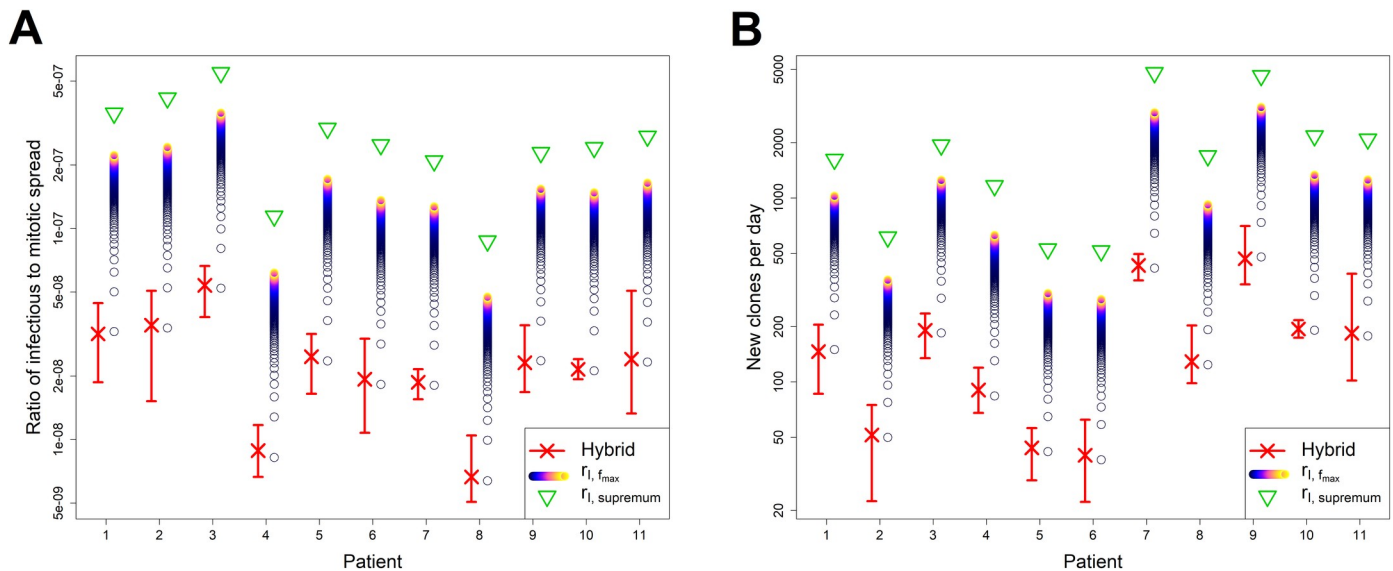 A
Ratio of infectious to mitotic spread
5e-07
2e-07
1e-07
5e-08
2e-08
1e-08
5e-09
1 2 3 4 5 6 7 8 9 10 11
Patient
Hybrid
rI, fmax
rI, supremum
B
New clones per day
5000
2000
1000
500
200
100
50
20
1 2 3 4 5 6 7 8 9 10 11
Patient
Hybrid
rI, fmax
rI, supremum